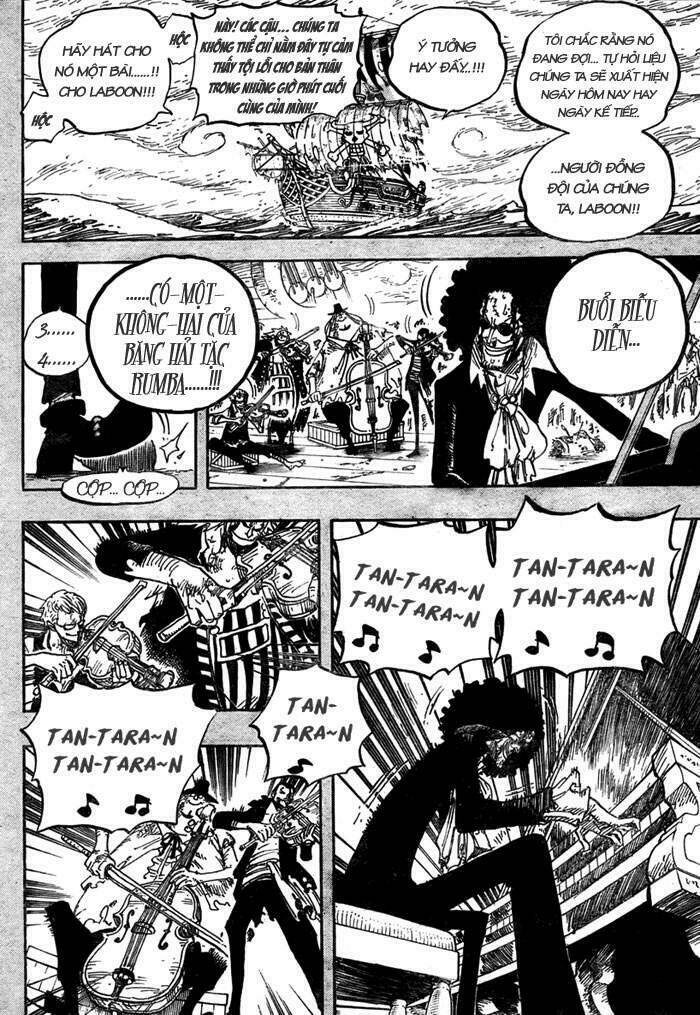 TÔI CHẮC RẰNG NÓ
ĐANG ĐỢI... TỰ HỎI LIỆU
CHÚNG TA SẼ XUẤT HIỆN
NGÀY HÔM NAY HAY
NGÀY KẾ TIẾP.
...NGƯỜI ĐỒNG
ĐỘI CỦA CHÚNG
TA, LABOON!!
Ý TƯỞNG
HAY ĐẤY..!!!
NÀY! CÁC CẬU.... CHÚNG TA
KHÔNG THỂ CHỈ NẰM ĐÂY TỰ CẢM
THẤY TỘI LỖI CHO BẢN THÂN
TRONG NHỮNG GIỜ PHÚT CUỐI
CÙNG CỦA MÌNH!
HỘC
HÃY HÁT CHO
NÓ MỘT BÀI......!!
CHO LABOON!!!
HỘC
BUỔI BIỂU
DIỄN...
......CÓ-MỘT-
KHÔNG-HAI CỦA
BĂNG HẢI TẶC
RUMBA.......!!!
3......
4......
CỘP... CỘP...
TAN-TARA~N
TAN-TARA~N
TAN-TARA~N
TAN-TARA~N
TAN-
TARA~N
TAN-TARA~N
TAN-TARA~N